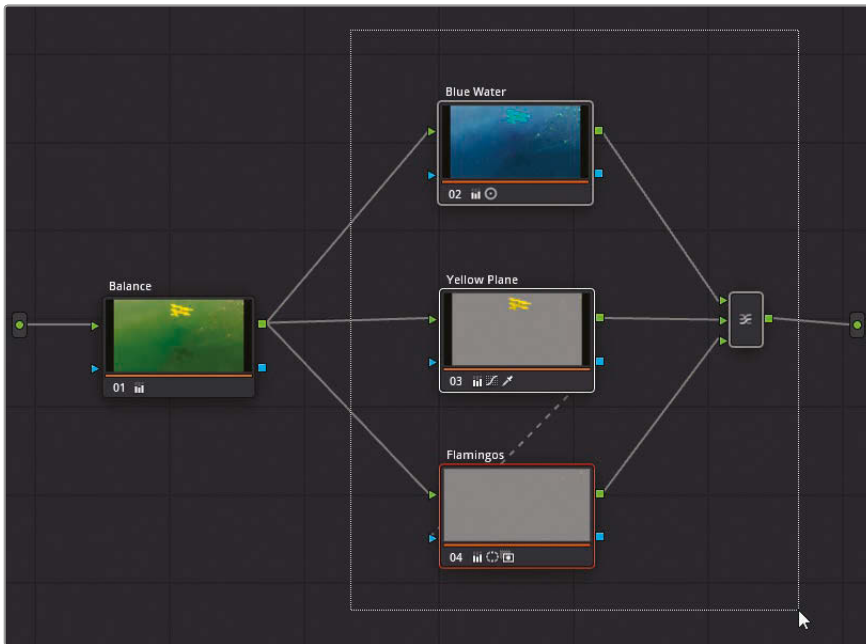 Blue Water
02
Balance
01
Yellow Plane
03
Flamingos
04